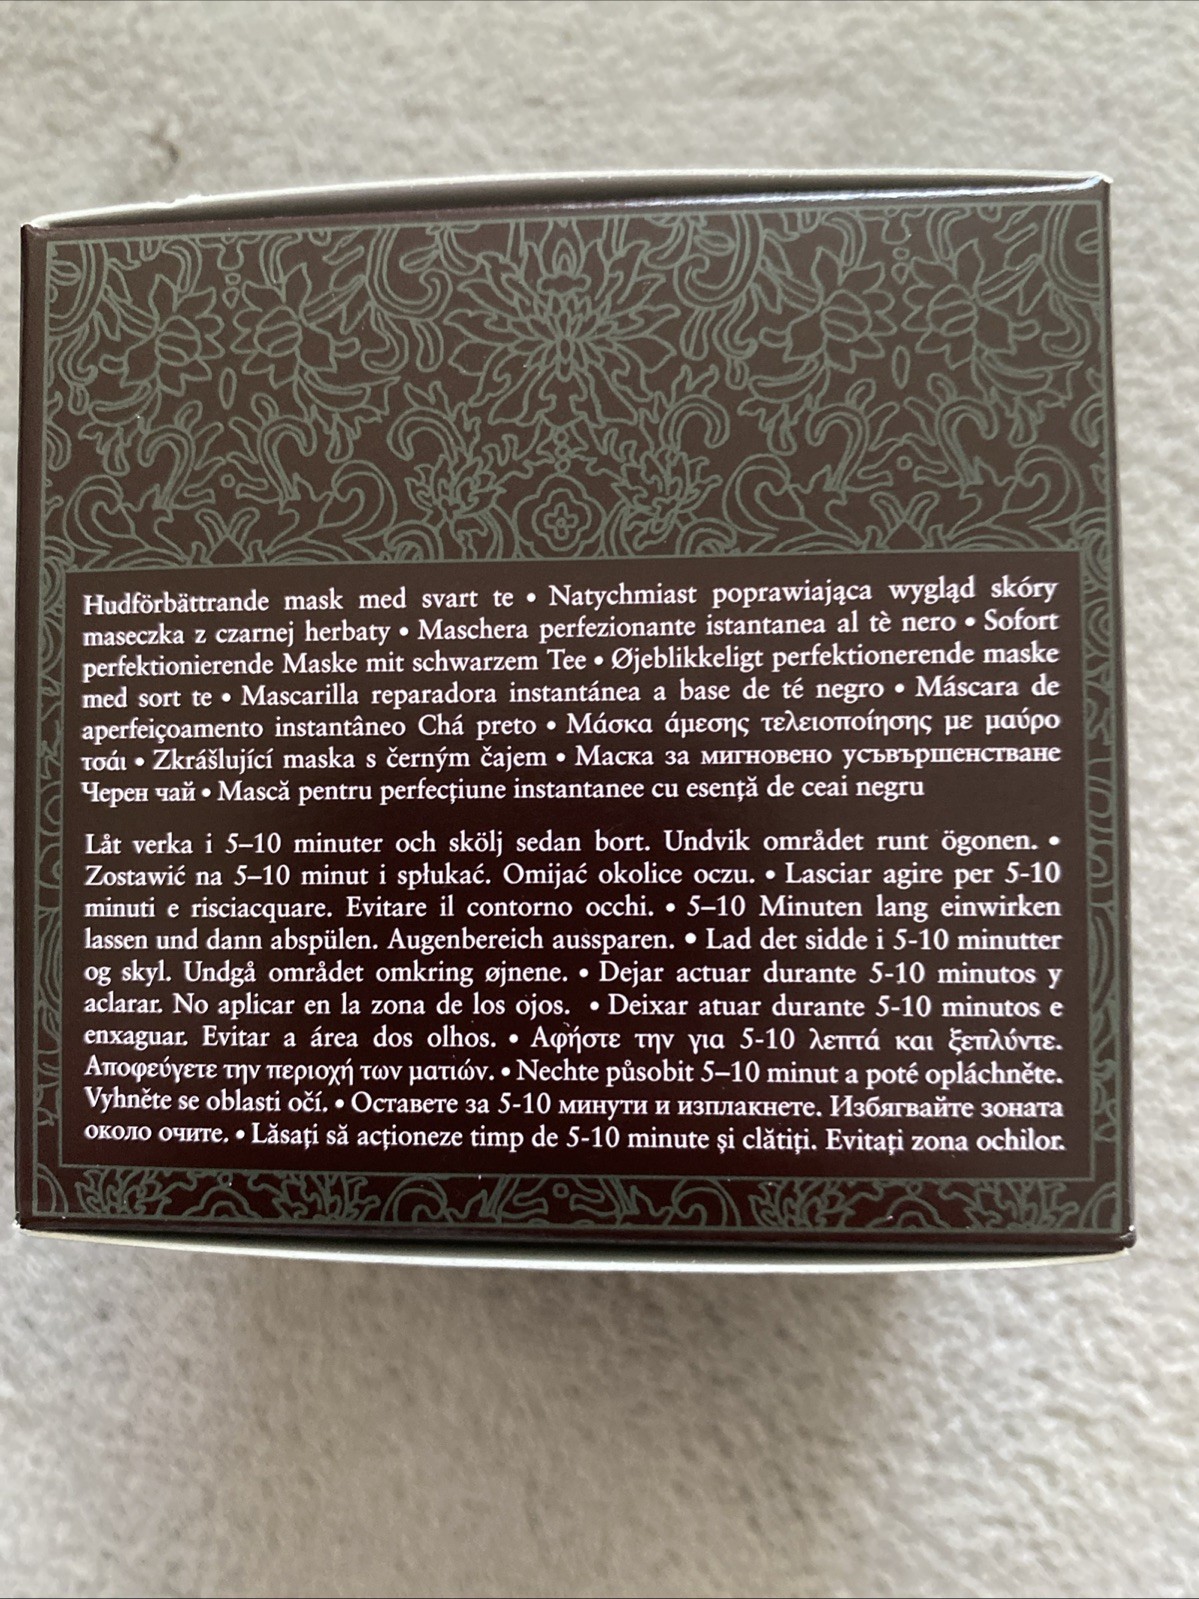 Hudförbättrande mask med svart te • Natychmiast poprawiająca wygląd skóry
maseczka z czarnej herbaty • Maschera perfezionante istantanea al tè nero • Sofort
perfektionierende Maske mit schwarzem Tee • Øjeblikkeligt perfektionerende maske
med sort te • Mascarilla reparadora instantánea a base de té negro • Máscara de
aperfeiçoamento instantâneo Chá preto • Μάσκα άμεσης τελειοποίησης με μαύρο
τσάι • Zkrášlující maska s černým čajem • Маска за мигновено усъвършенстване
Черен чай • Mască pentru perfecțiune instantanee cu esență de ceai negru
Låt verka i 5–10 minuter och skölj sedan bort. Undvik området runt ögonen. •
Zostawić na 5–10 minut i spłukać. Omijać okolice oczu. • Lasciar agire per 5-10
minuti e risciacquare. Evitare il contorno occhi. • 5–10 Minuten lang einwirken
lassen und dann abspülen. Augenbereich aussparen. • Lad det sidde i 5-10 minutter
og skyl. Undgå området omkring øjnene. • Dejar actuar durante 5-10 minutos y
aclarar. No aplicar en la zona de los ojos. • Deixar atuar durante 5-10 minutos e
enxaguar. Evitar a área dos olhos. • Αφήστε την για 5-10 λεπτά και ξεπλύντε.
Αποφεύγετε την περιοχή των ματιών. • Nechte působit 5–10 minut a poté opláchněte.
Vyhněte se oblasti očí. • Оставете за 5-10 минути и изплакнете. Избягвайте зоната
около очите. • Lăsați să acționeze timp de 5-10 minute și clătiți. Evitați zona ochilor.